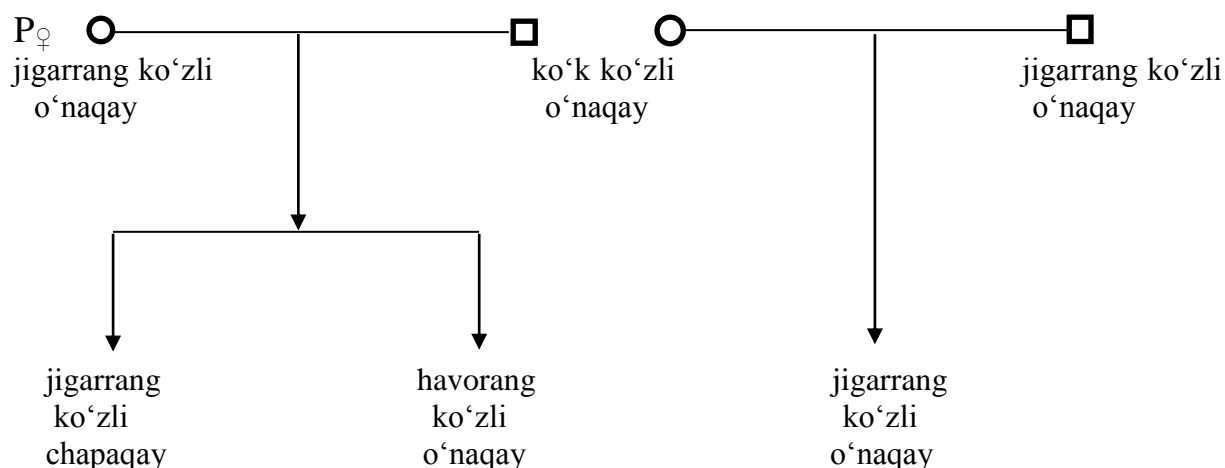 P♀
jigarrang ko‘zli
o‘naqay
ko‘k ko‘zli
o‘naqay
jigarrang ko‘zli
o‘naqay
jigarrang
ko‘zli
chapaqay
havorang
ko‘zli
o‘naqay
jigarrang
ko‘zli
o‘naqay